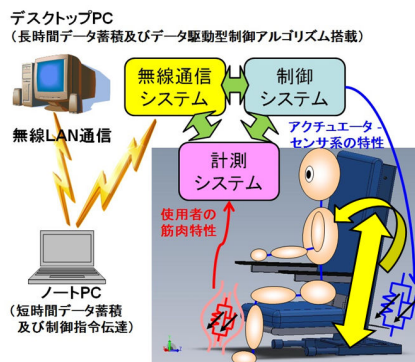 デスクトップPC
(長時間データ蓄積及びデータ駆動型制御アルゴリズム搭載)
無線通信
システム
制御
システム
無線LAN通信
アクチュエータ-
センサ系の特性
計測
システム
使用者の
筋肉特性
ノートPC
(短時間データ蓄積
及び制御指令伝達)